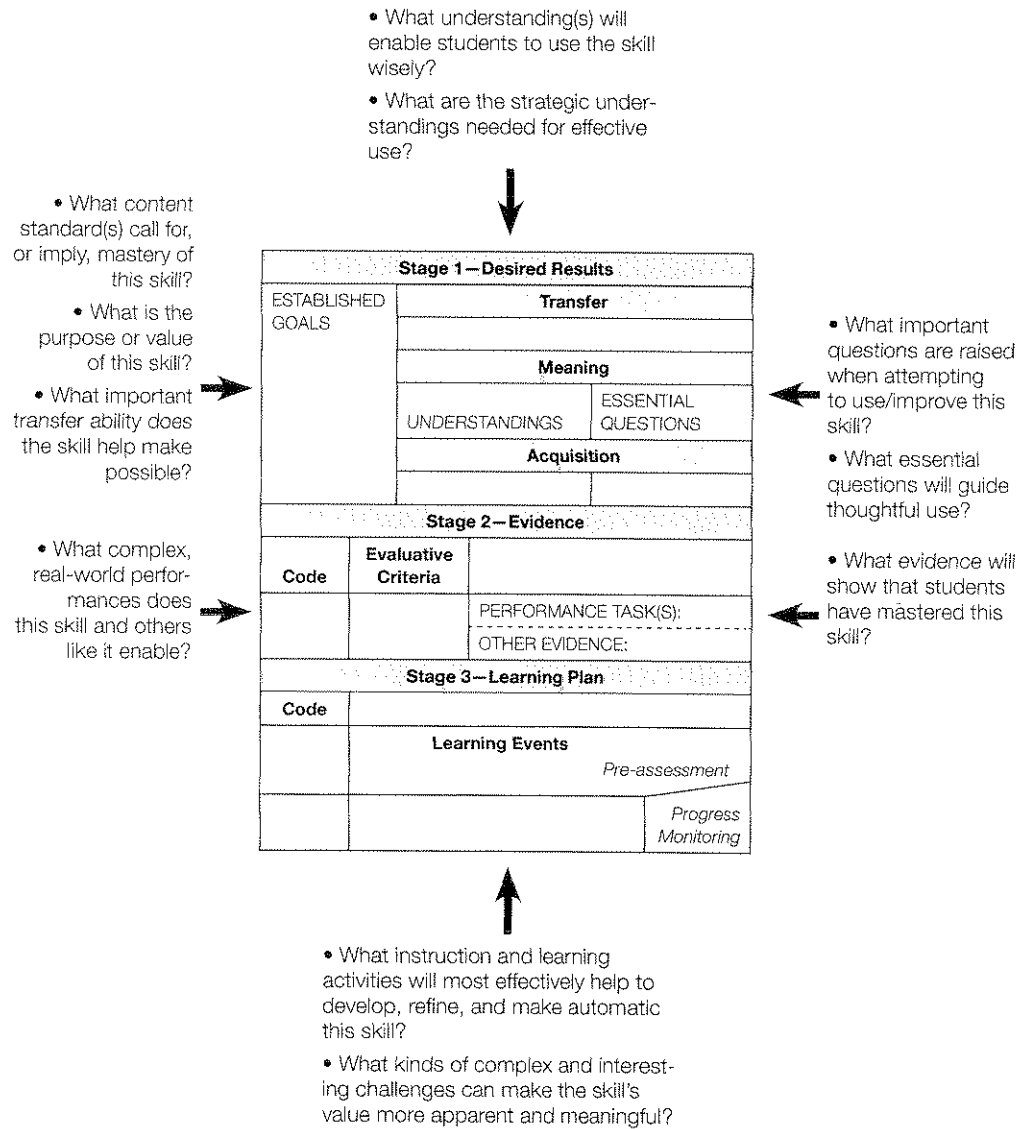 • What understanding(s) will
enable students to use the skill
wisely?
• What are the strategic under-
standings needed for effective
use?
• What content
standard(s) call for,
or imply, mastery of
this skill?
• What is the
purpose or value
of this skill?
• What important
transfer ability does
the skill help make
possible?
Stage 1—Desired Results
ESTABLISHED
GOALS
Transfer
Meaning
UNDERSTANDINGS
ESSENTIAL
QUESTIONS
Acquisition
• What important
questions are raised
when attempting
to use/improve this
skill?
• What essential
questions will guide
thoughtful use?
• What complex,
real-world perfor-
mances does
this skill and others
like it enable?
Stage 2—Evidence
Code
Evaluative
Criteria
PERFORMANCE TASK(S):
OTHER EVIDENCE:
• What evidence will
show that students
have mastered this
skill?
Stage 3—Learning Plan
Code
Learning Events
Pre-assessment
Progress
Monitoring
• What instruction and learning
activities will most effectively help to
develop, refine, and make automatic
this skill?
• What kinds of complex and interest-
ing challenges can make the skill's
value more apparent and meaningful?